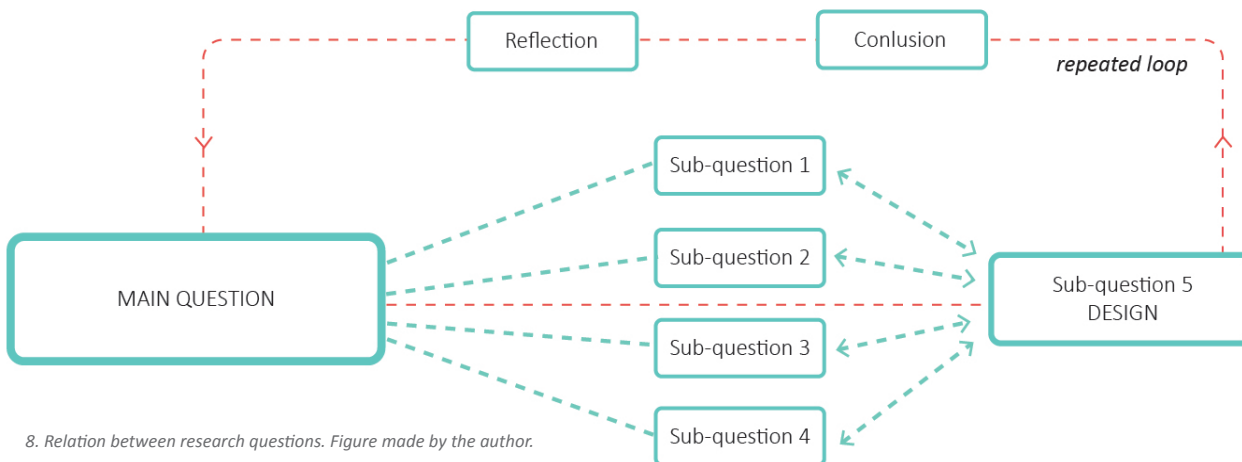 Reflection
Conlusion
repeated loop
Sub-question 1
Sub-question 2
MAIN QUESTION
Sub-question 5
DESIGN
Sub-question 3
Sub-question 4
8. Relation between research questions. Figure made by the author.